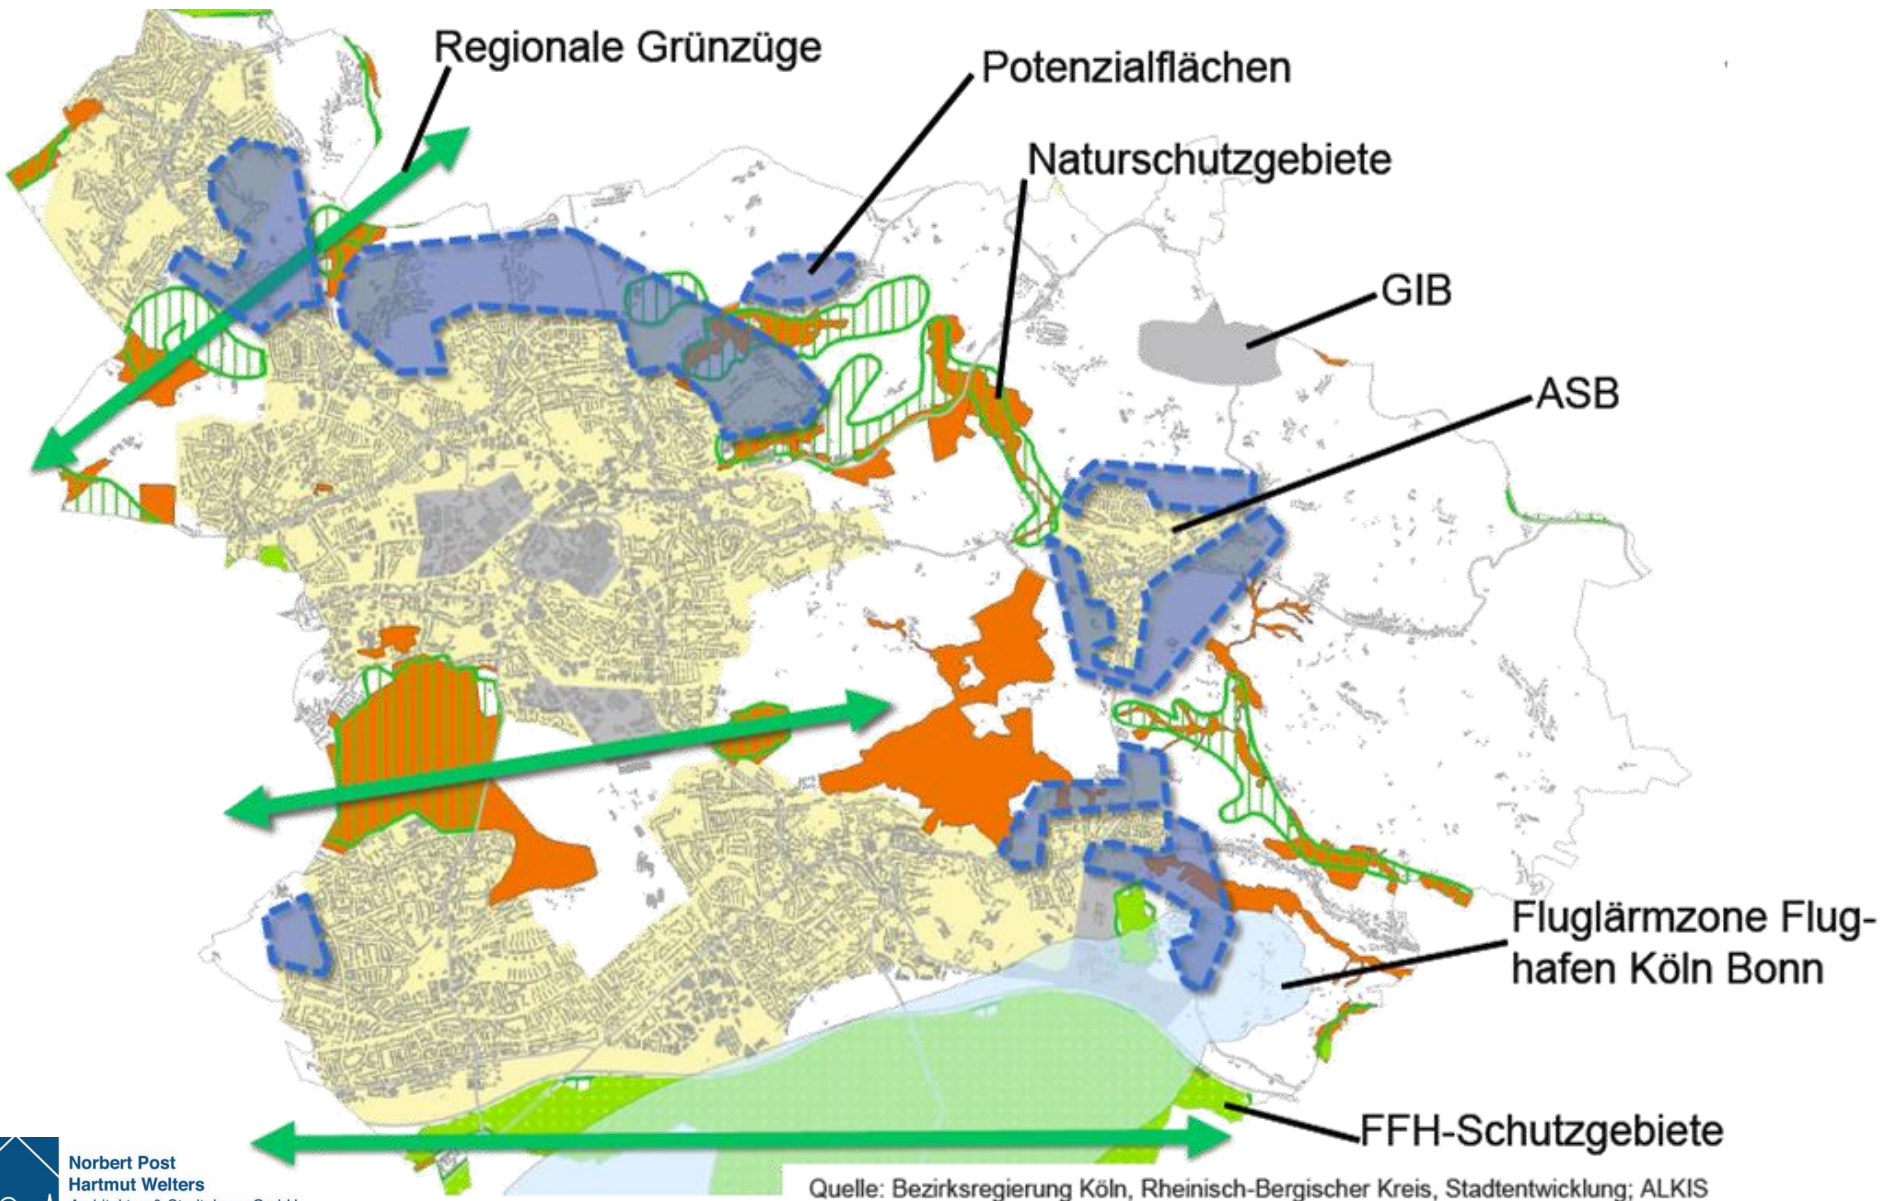 Regionale Grünzüge
Potenzialflächen
Naturschutzgebiete
GIB
ASB
Fluglärmzone Flug-
hafen Köln Bonn
FFH-Schutzgebiete
Norbert Post
Hartmut Welters
Quelle: Bezirksregierung Köln, Rheinisch-Bergischer Kreis, Stadtentwicklung; ALKIS